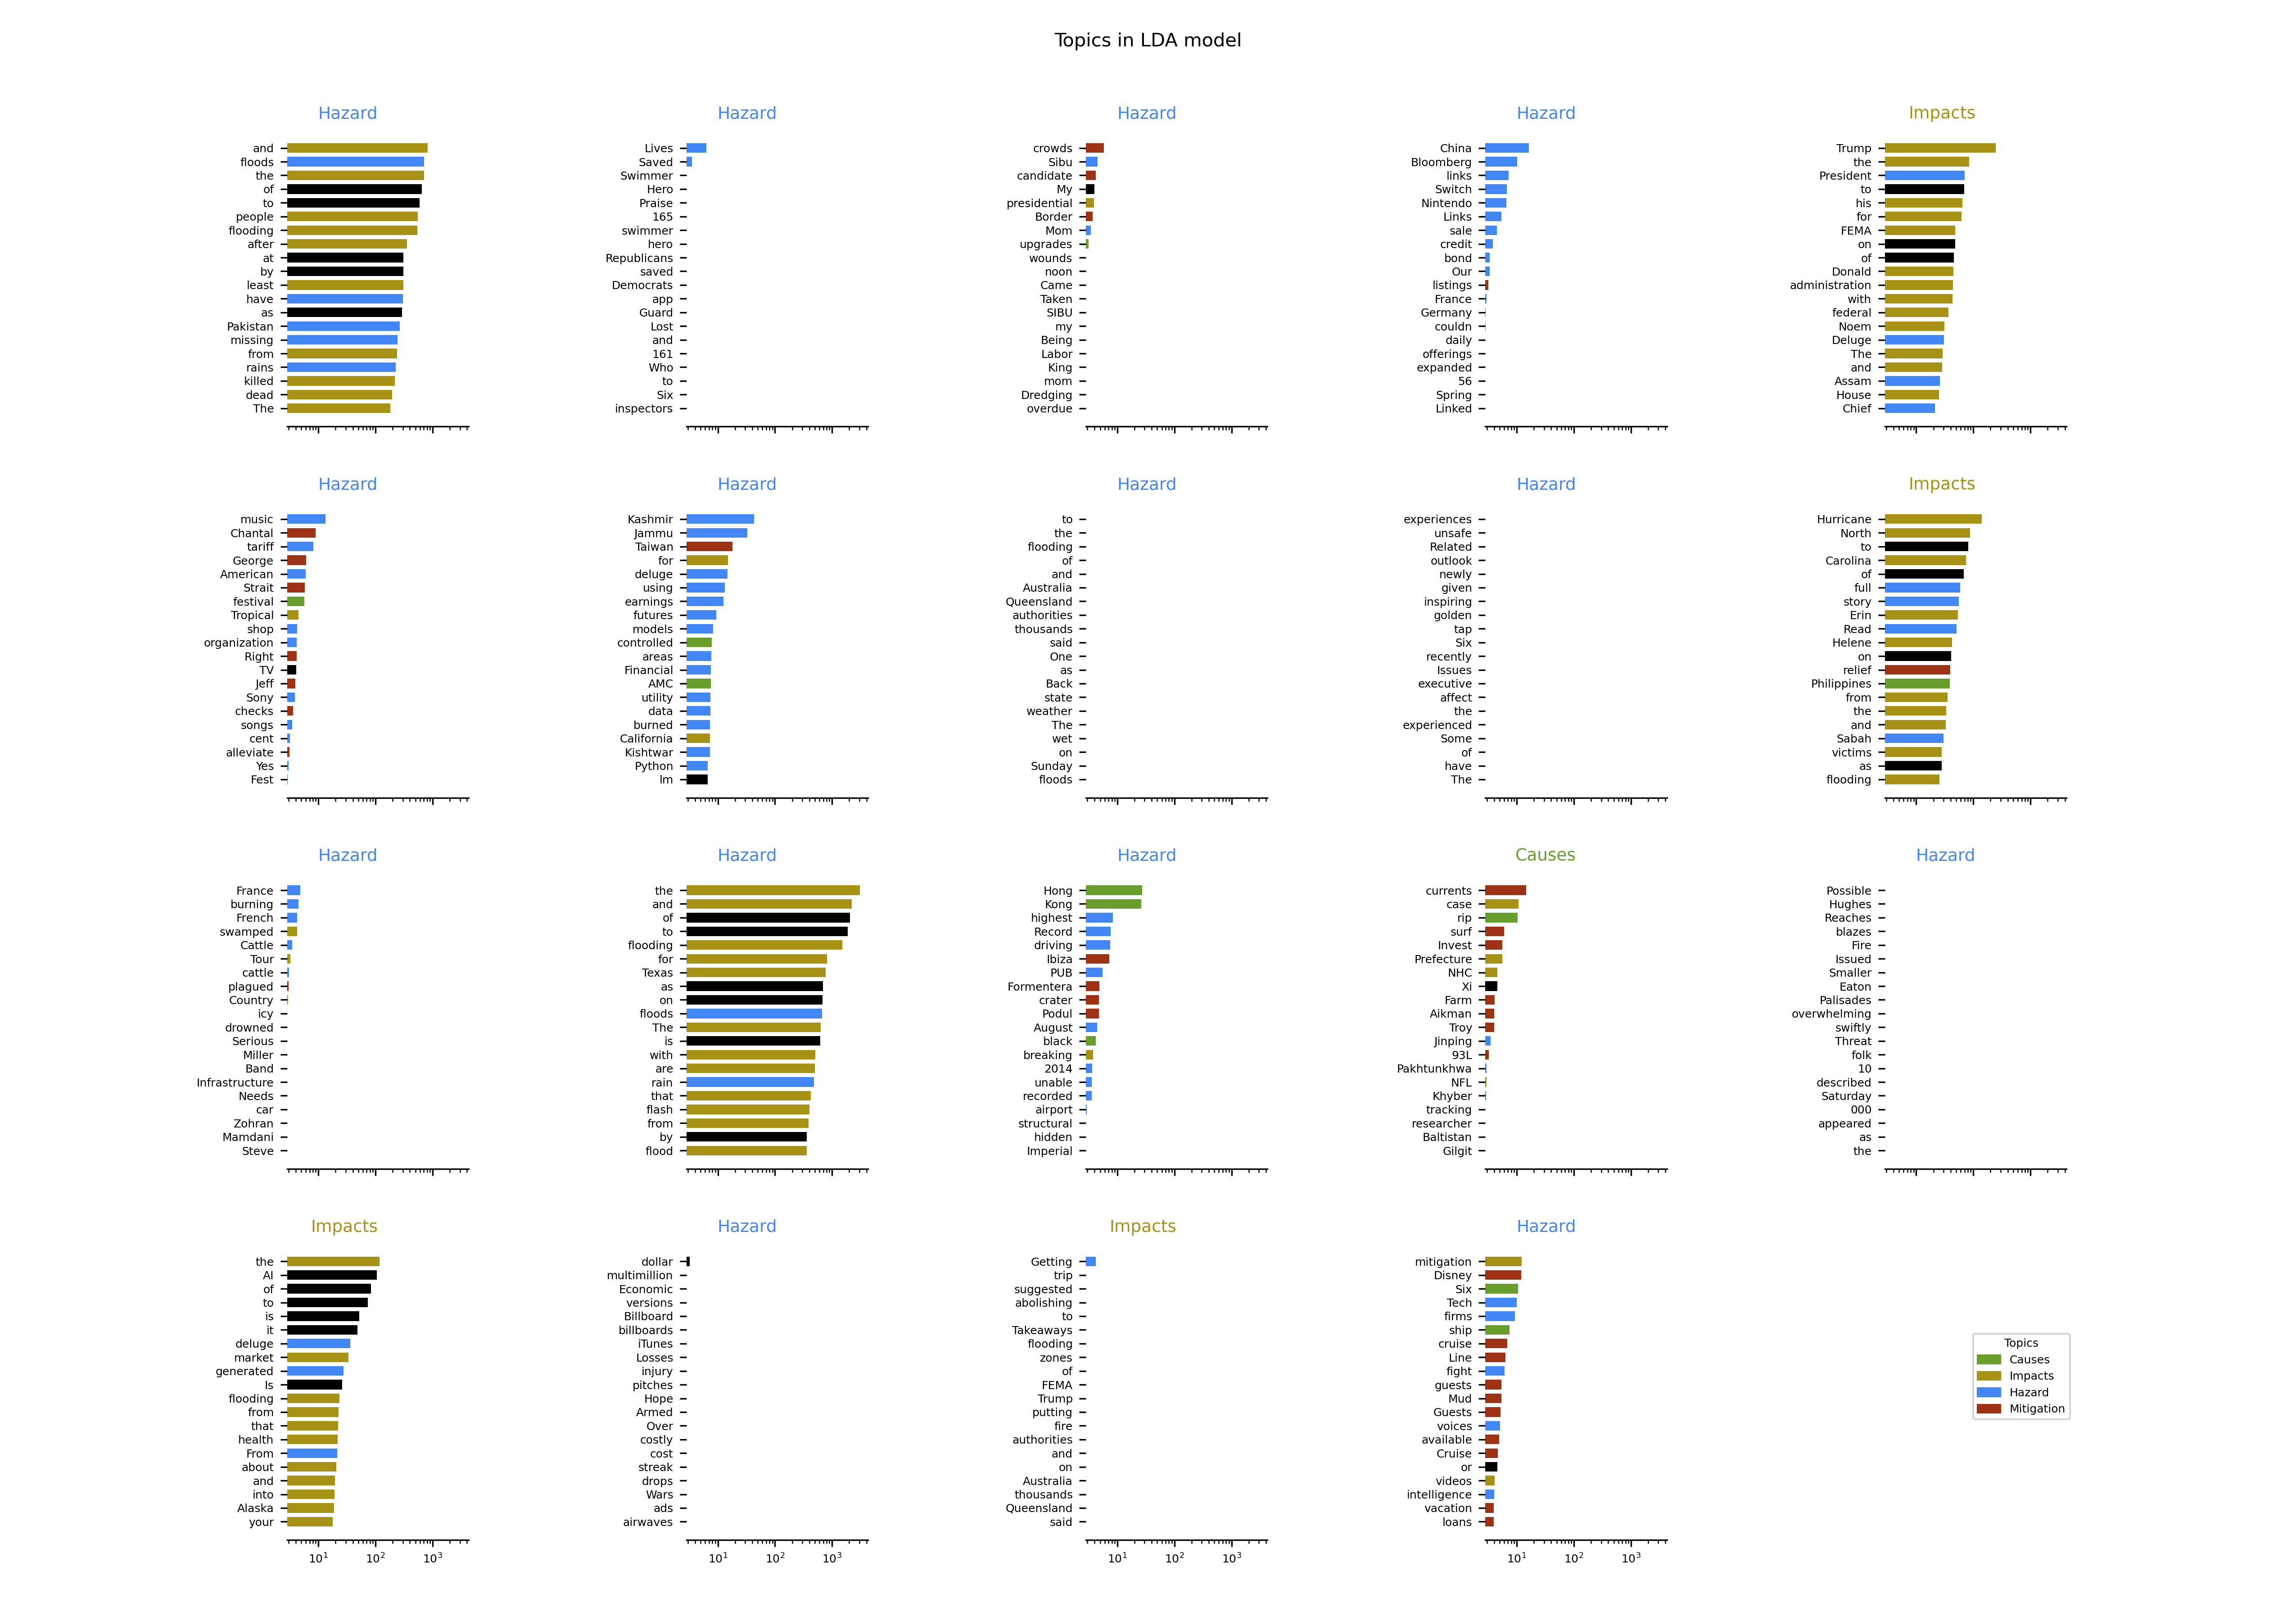 Topics in LDA model
Hazard
and
floods
the
of
to
people
flooding
after
at
by
least
have
as
Pakistan
missing
from
rains
killed
dead
The
Hazard
Lives
Saved
Swimmer
Hero
Praise
165
swimmer
hero
Republicans
saved
Democrats
app
Guard
Lost
and
161
Who
to
Six
inspectors
Hazard
crowds
Sibu
candidate
My
presidential
Border
Mom
upgrades
wounds
noon
Came
Taken
SIBU
my
Being
Labor
King
mom
Dredging
overdue
Hazard
China
Bloomberg
links
Switch
Nintendo
Links
sale
credit
bond
Our
listings
France
Germany
couldn
daily
offerings
expanded
56
Spring
Linked
Impacts
Trump
the
President
to
his
for
FEMA
on
of
Donald
administration
with
federal
Noem
Deluge
The
and
Assam
House
Chief
Hazard
music
Chantal
tariff
George
American
Strait
festival
Tropical
shop
organization
Right
TV
Jeff
Sony
checks
songs
cent
alleviate
Yes
Fest
Hazard
Kashmir
Jammu
Taiwan
for
deluge
using
earnings
futures
models
controlled
areas
Financial
AMC
utility
data
burned
California
Kishtwar
Python
Im
Hazard
to
the
flooding
of
and
Australia
Queensland
authorities
thousands
said
One
as
Back
state
weather
The
wet
on
Sunday
floods
Hazard
experiences
unsafe
Related
outlook
newly
given
inspiring
golden
tap
Six
recently
Issues
executive
affect
the
experienced
Some
of
have
The
Impacts
Hurricane
North
to
Carolina
of
full
story
Erin
Read
Helene
on
relief
Philippines
from
the
and
Sabah
victims
as
flooding
Hazard
France
burning
French
swamped
Cattle
Tour
cattle
plagued
Country
icy
drowned
Serious
Miller
Band
Infrastructure
Needs
car
Zohran
Mamdani
Steve
Hazard
the
and
of
to
flooding
for
Texas
as
on
floods
The
is
with
are
rain
that
flash
from
by
flood
Hazard
Hong
Kong
highest
Record
driving
Ibiza
PUB
Formentera
crater
Podul
August
black
breaking
2014
unable
recorded
airport
structural
hidden
Imperial
Causes
currents
case
rip
surf
Invest
Prefecture
NHC
Xi
Farm
Aikman
Troy
Jinping
93L
Pakhtunkhwa
NFL
Khyber
tracking
researcher
Baltistan
Gilgit
Hazard
Possible
Hughes
Reaches
blazes
Fire
Issued
Smaller
Eaton
Palisades
overwhelming
swiftly
Threat
folk
10
described
Saturday
000
appeared
as
the
Impacts
the
AI
of
to
is
it
deluge
market
generated
Is
flooding
from
that
health
From
about
and
into
Alaska
your
10¹ 10² 10³
Hazard
dollar
multimillion
Economic
versions
Billboard
billboards
iTunes
Losses
injury
pitches
Hope
Armed
Over
costly
cost
streak
drops
Wars
ads
airwaves
10¹ 10² 10³
Impacts
Getting
trip
suggested
abolishing
to
Takeaways
flooding
zones
of
FEMA
Trump
putting
fire
authorities
and
on
Australia
thousands
Queensland
said
10¹ 10² 10³
Hazard
mitigation
Disney
Six
Tech
firms
ship
cruise
Line
fight
guests
Mud
Guests
voices
available
Cruise
or
videos
intelligence
vacation
loans
10¹ 10² 10³
Topics
Causes
Impacts
Hazard
Mitigation